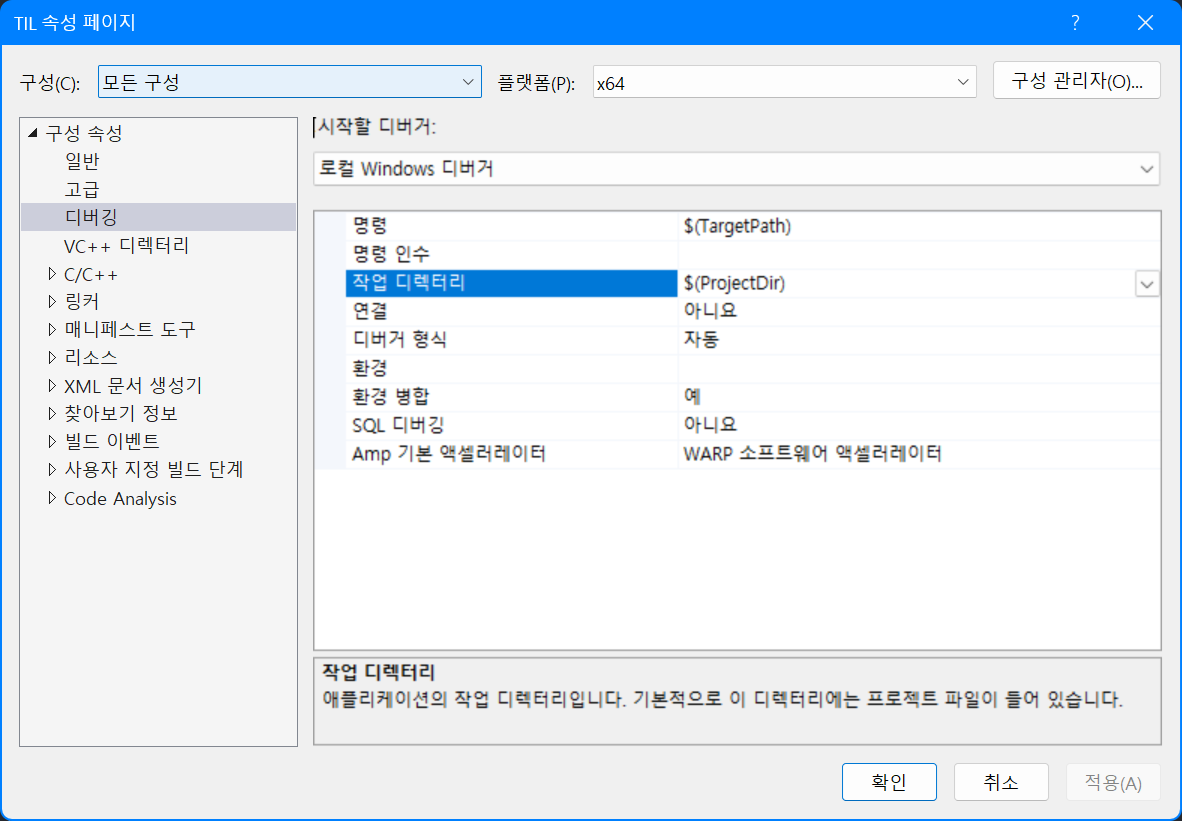 TIL 속성 페이지
?
구성(C): 모든 구성 플랫폼(P): x64 구성 관리자(O)...
구성 속성
일반
고급
디버깅
VC++ 디렉터리
C/C++
링커
매니페스트 도구
리소스
XML 문서 생성기
찾아보기 정보
빌드 이벤트
사용자 지정 빌드 단계
Code Analysis
시작할 디버거:
로컬 Windows 디버거
명령 $(TargetPath)
명령 인수
작업 디렉터리 $(ProjectDir)
연결 아니요
디버거 형식 자동
환경
환경 병합 예
SQL 디버깅 아니요
Amp 기본 액셀러레이터 WARP 소프트웨어 액셀러레이터
작업 디렉터리
애플리케이션의 작업 디렉터리입니다. 기본적으로 이 디렉터리에는 프로젝트 파일이 들어 있습니다.
확인 취소 적용(A)